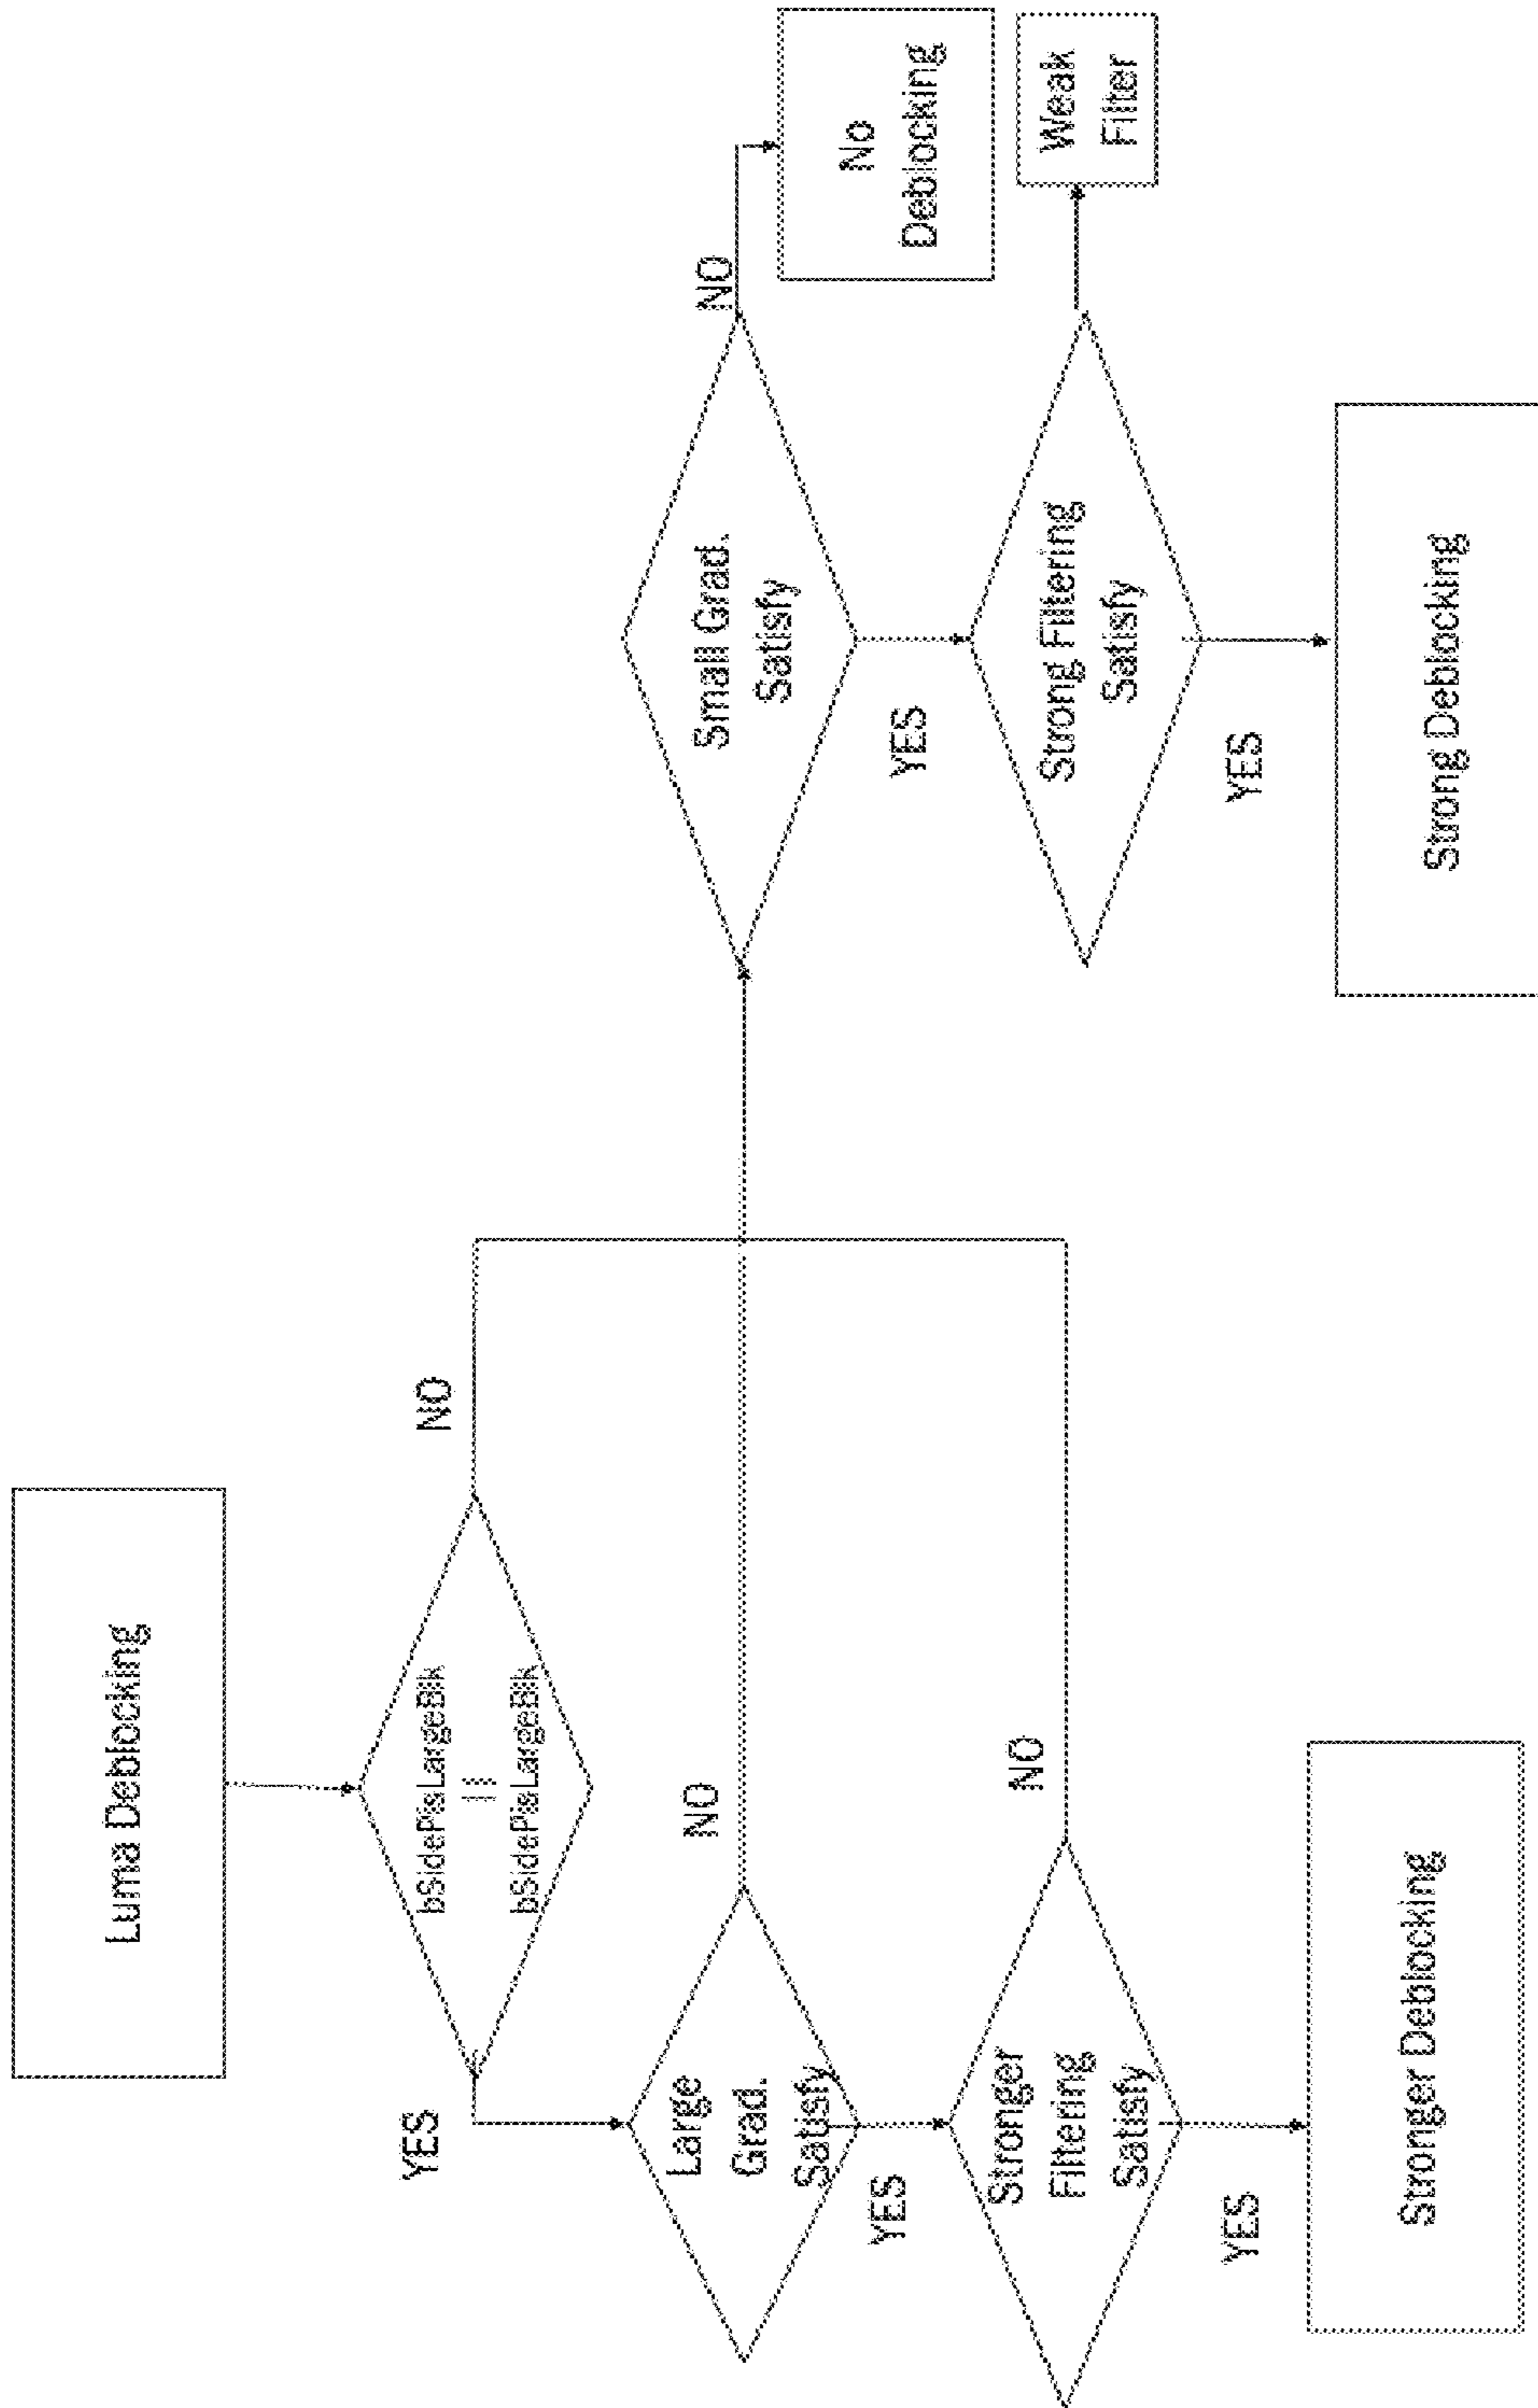 Luma Deblocking
bSidePisLargeBlk
||
bSidePisLargeBlk
YES
NO
Large
Grad.
Satisfy
NO
YES
Stronger
Filtering
Satisfy
NO
YES
Stronger Deblocking
Small Grad.
Satisfy
NO
No
Deblocking
YES
Strong Filtering
Satisfy
Weak
Filter
YES
Strong Deblocking